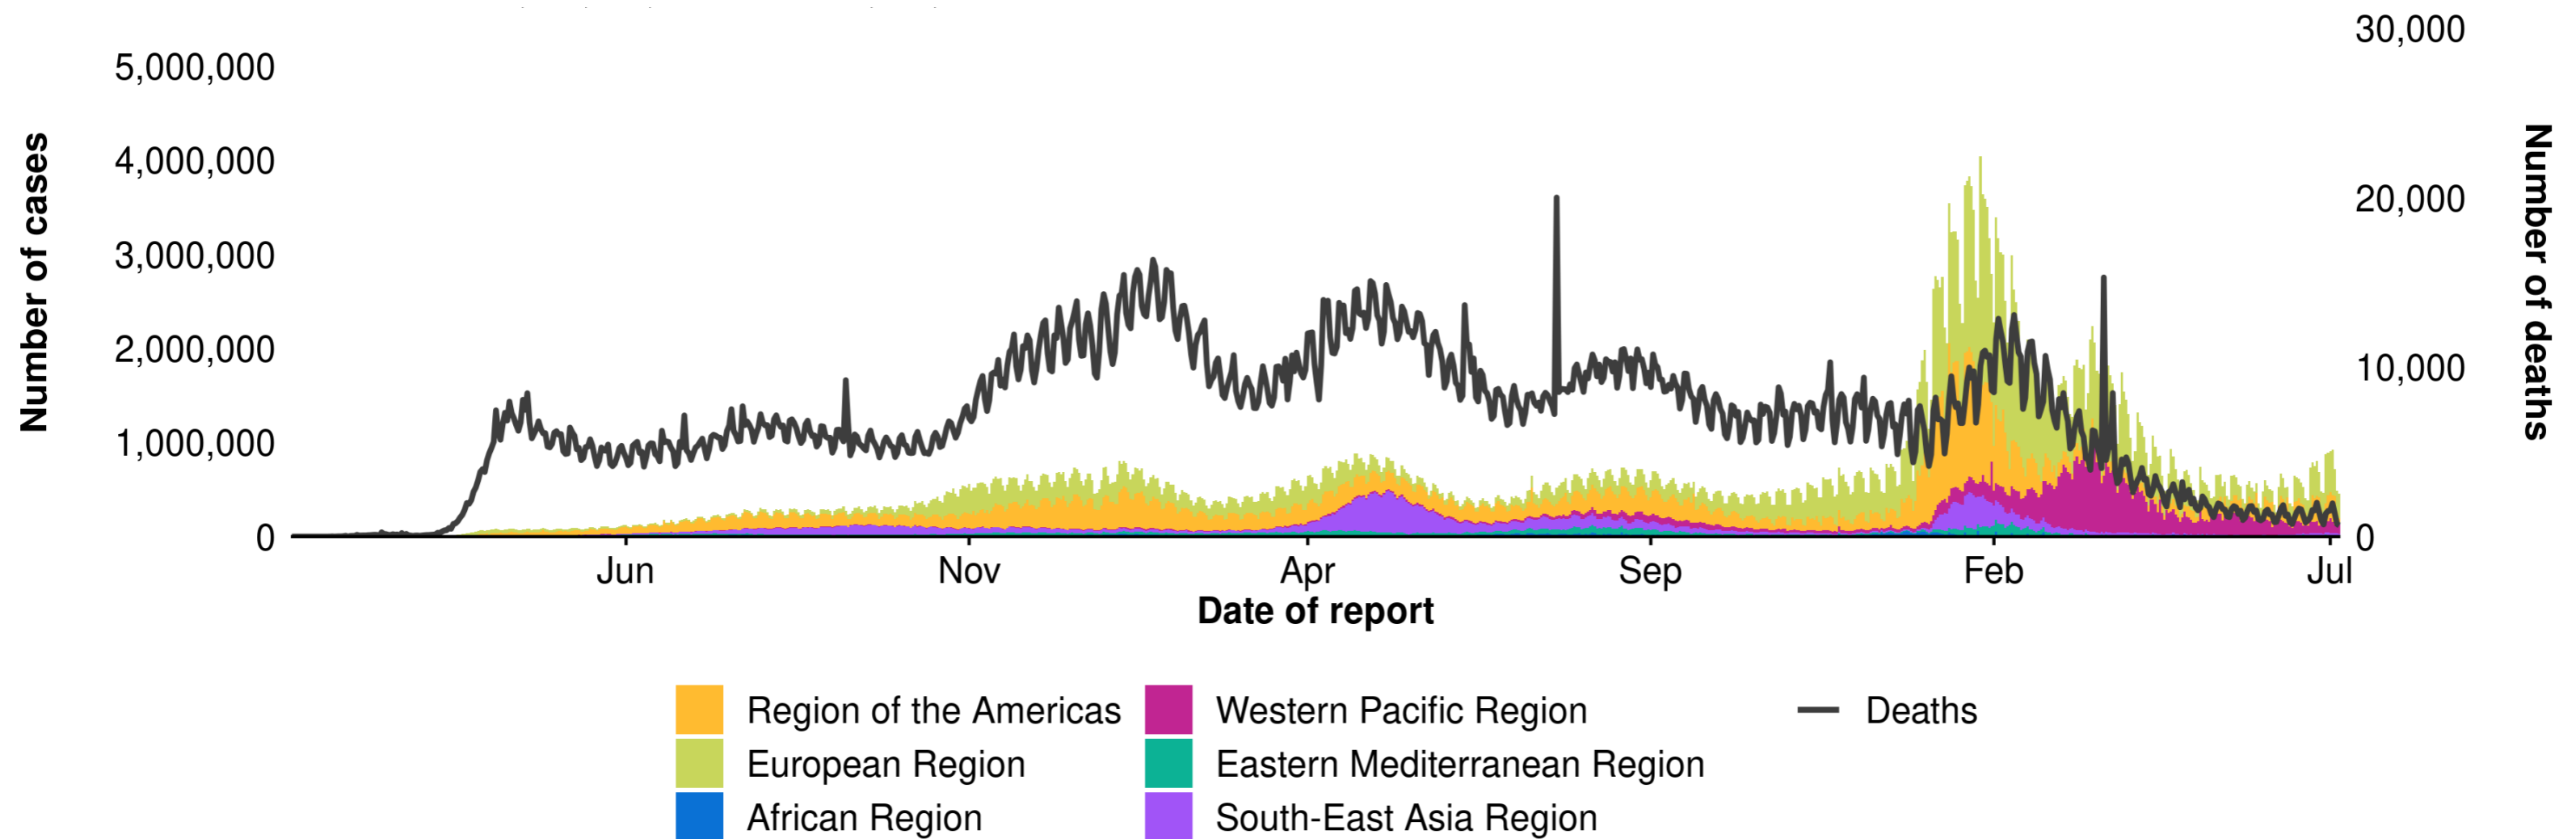 30,000
5,000,000
4,000,000
20,000
3,000,000
2,000,000
10,000
1,000,000
0
0
Number of cases
Number of deaths
Jun Nov Apr Sep Feb Jul
Date of report
Region of the Americas Western Pacific Region Deaths
European Region Eastern Mediterranean Region
African Region South-East Asia Region